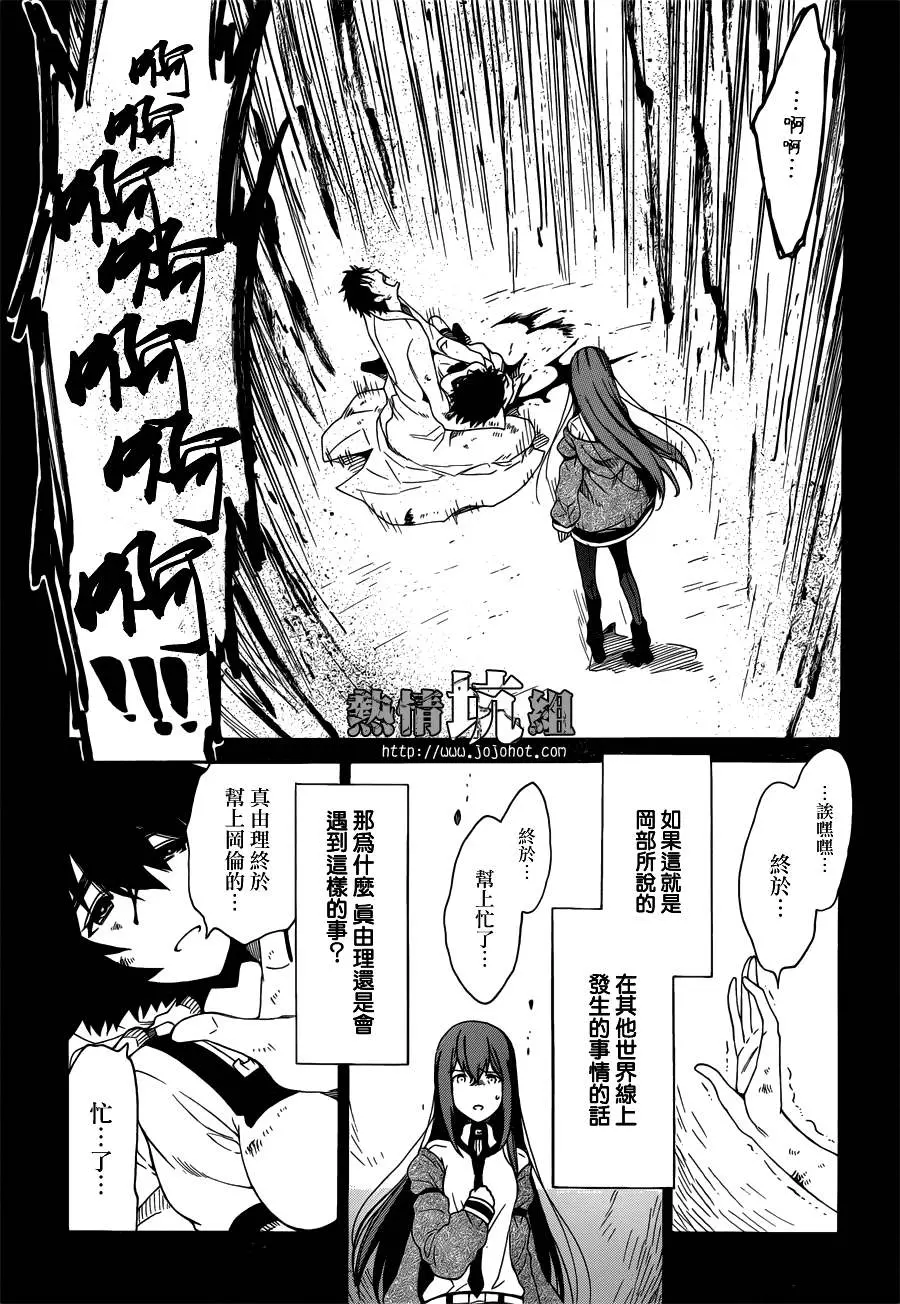 …啊啊…
啊啊啊啊啊啊啊!!!
熱情坑組
http://www.jojohot.com
…誒嘿嘿…
終於…
如果這就是
岡部所說的
在其他世界線上
發生的事情的話
終於…
幫上忙了…
那爲什麼 真由理還是會
遇到這樣的事？
真由理終於
幫上岡倫的…
忙…了…